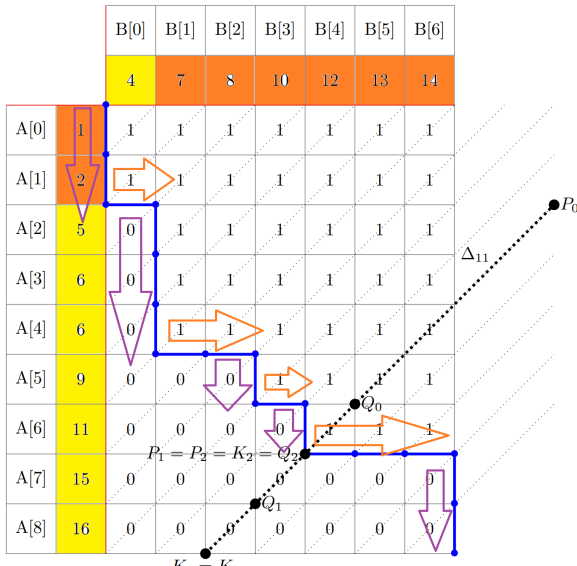 B[0] B[1] B[2] B[3] B[4] B[5] B[6]
4 7 8 10 12 13 14
A[0] 1 1 1 1 1 1 1 1
A[1] 2 1 1 1 1 1 1 1
P₀
A[2] 5 0 1 1 1 1 1 1
Δ₁₁
A[3] 6 0 1 1 1 1 1 1
A[4] 6 0 1 1 1 1 1 1
A[5] 9 0 0 0 1 1 1 1
Q₀
A[6] 11 0 0 0 0 1 1 1
P₁ = P₂ = K₂ = Q₂
A[7] 15 0 0 0 0 0 0 0
Q₁
A[8] 16 0 0 0 0 0 0 0